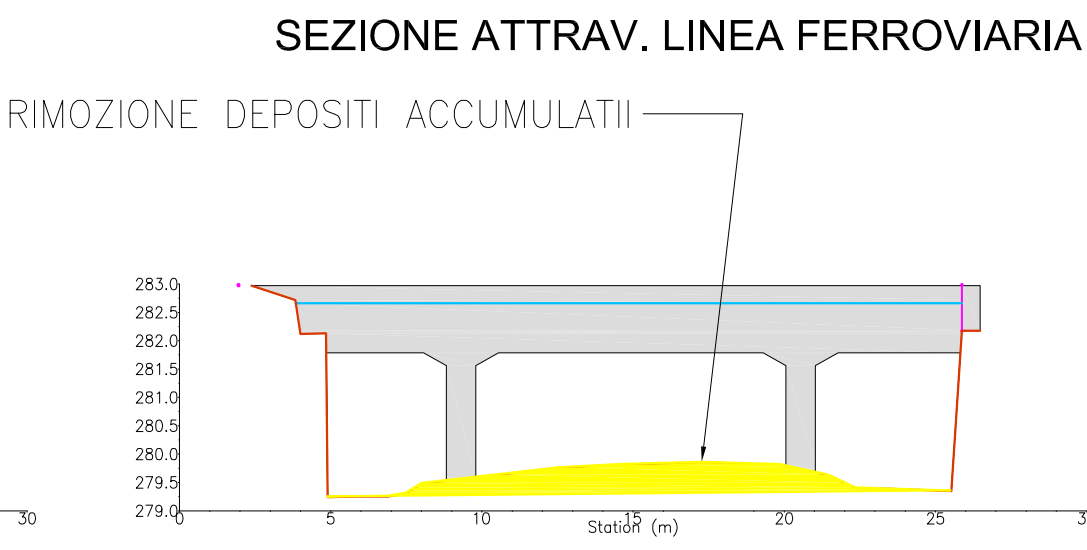 SEZIONE ATTRAV. LINEA FERROVIARIA
RIMOZIONE DEPOSITI ACCUMULATII
283.0
282.5
282.0
281.5
281.0
280.5
280.0
279.5
279.0
30 0 5 10 15 20 25 3
Station (m)